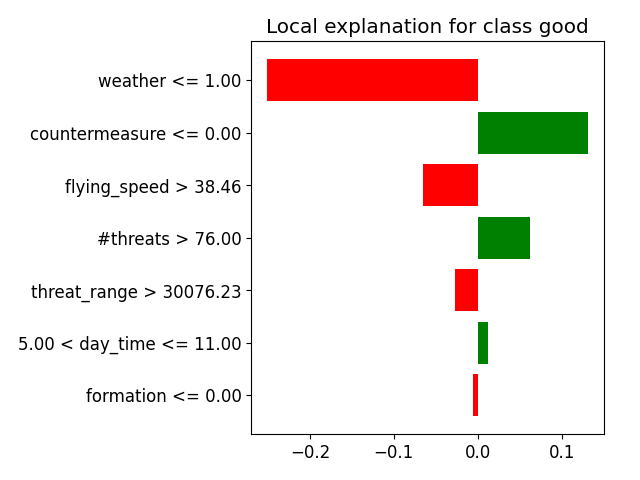 Local explanation for class good
weather <= 1.00
countermeasure <= 0.00
flying_speed > 38.46
#threats > 76.00
threat_range > 30076.23
5.00 < day_time <= 11.00
formation <= 0.00
−0.2 −0.1 0.0 0.1